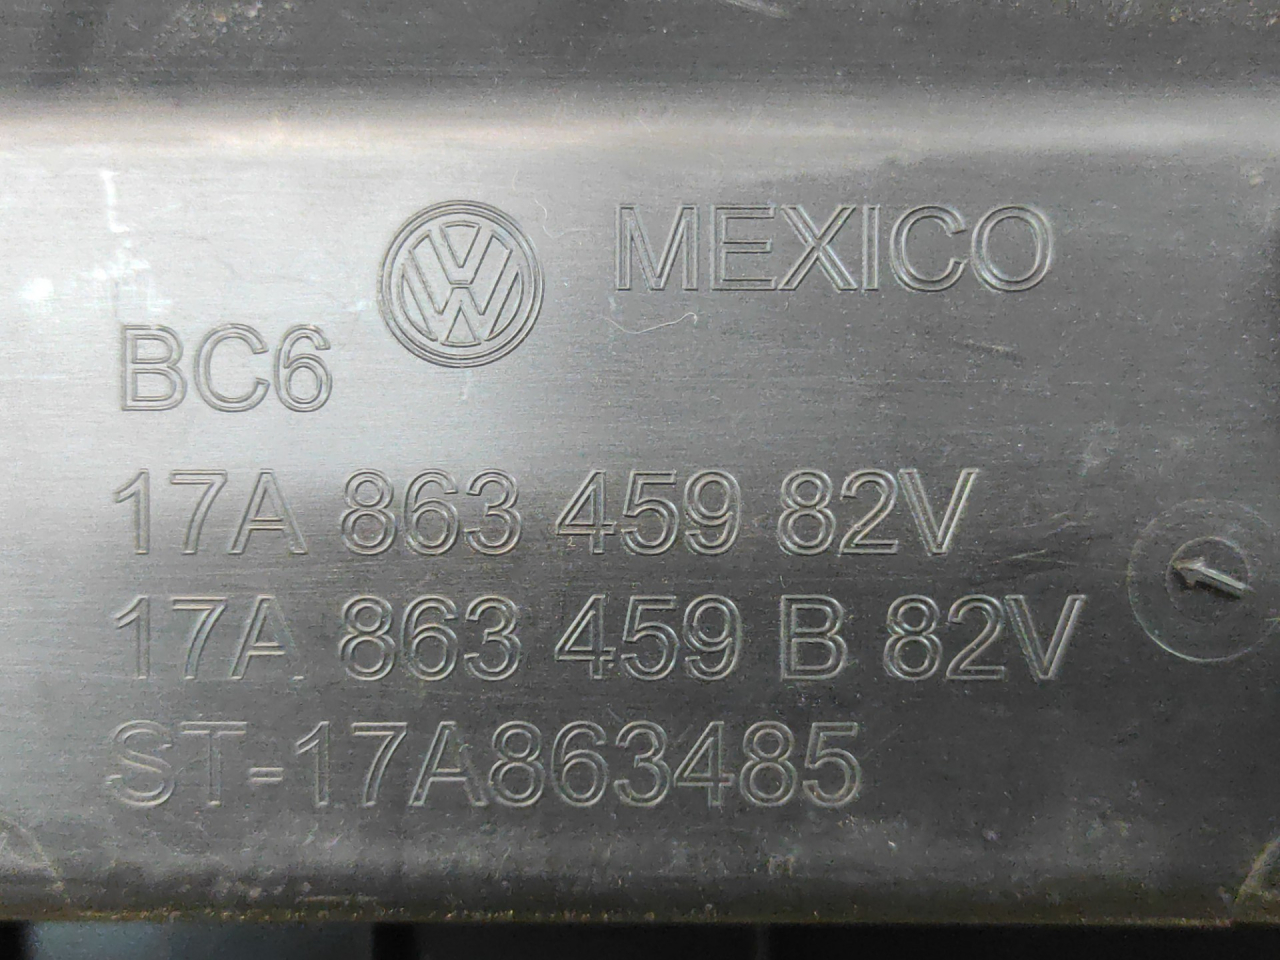 MEXICO
BC6
17A 863 459 82V
17A 863 459 B 82V
ST-17A863485